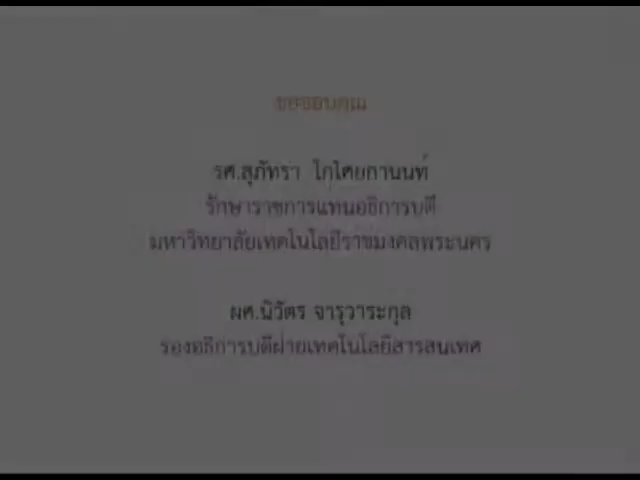 ขอขอบคุณ
รศ.สุภัทรา โกไศยกานนท์
รักษาราชการแทนอธิการบดี
มหาวิทยาลัยเทคโนโลยีราชมงคลพระนคร
ผศ.นิวัตร จารุวาระกุล
รองอธิการบดีฝ่ายเทคโนโลยีสารสนเทศ